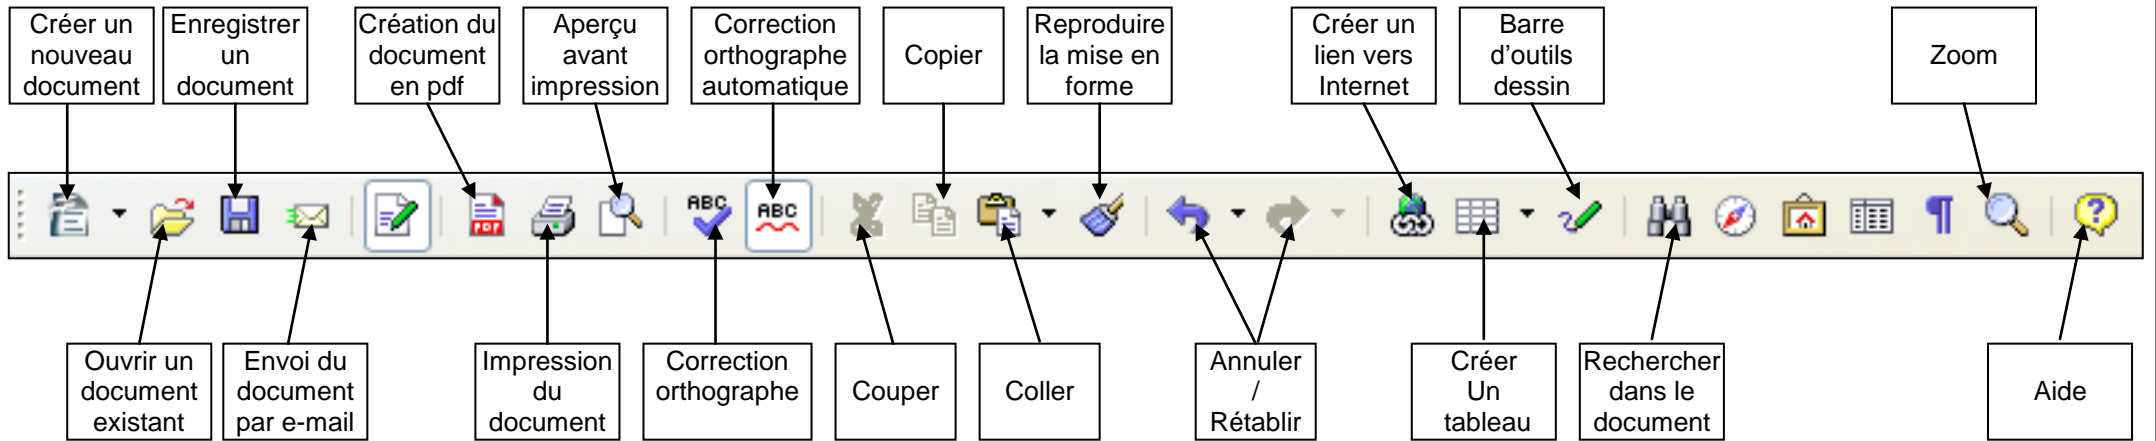 Créer un
nouveau
document
Enregistrer
un
document
Création du
document
en pdf
Aperçu
avant
impression
Correction
orthographe
automatique
Copier
Reproduire
la mise en
forme
Créer un
lien vers
Internet
Barre
d’outils
dessin
Zoom
PDF
ABC
ABC
?
Ouvrir un
document
existant
Envoi du
document
par e-mail
Impression
du
document
Correction
orthographe
Couper
Coller
Annuler
/
Rétablir
Créer
Un
tableau
Rechercher
dans le
document
Aide